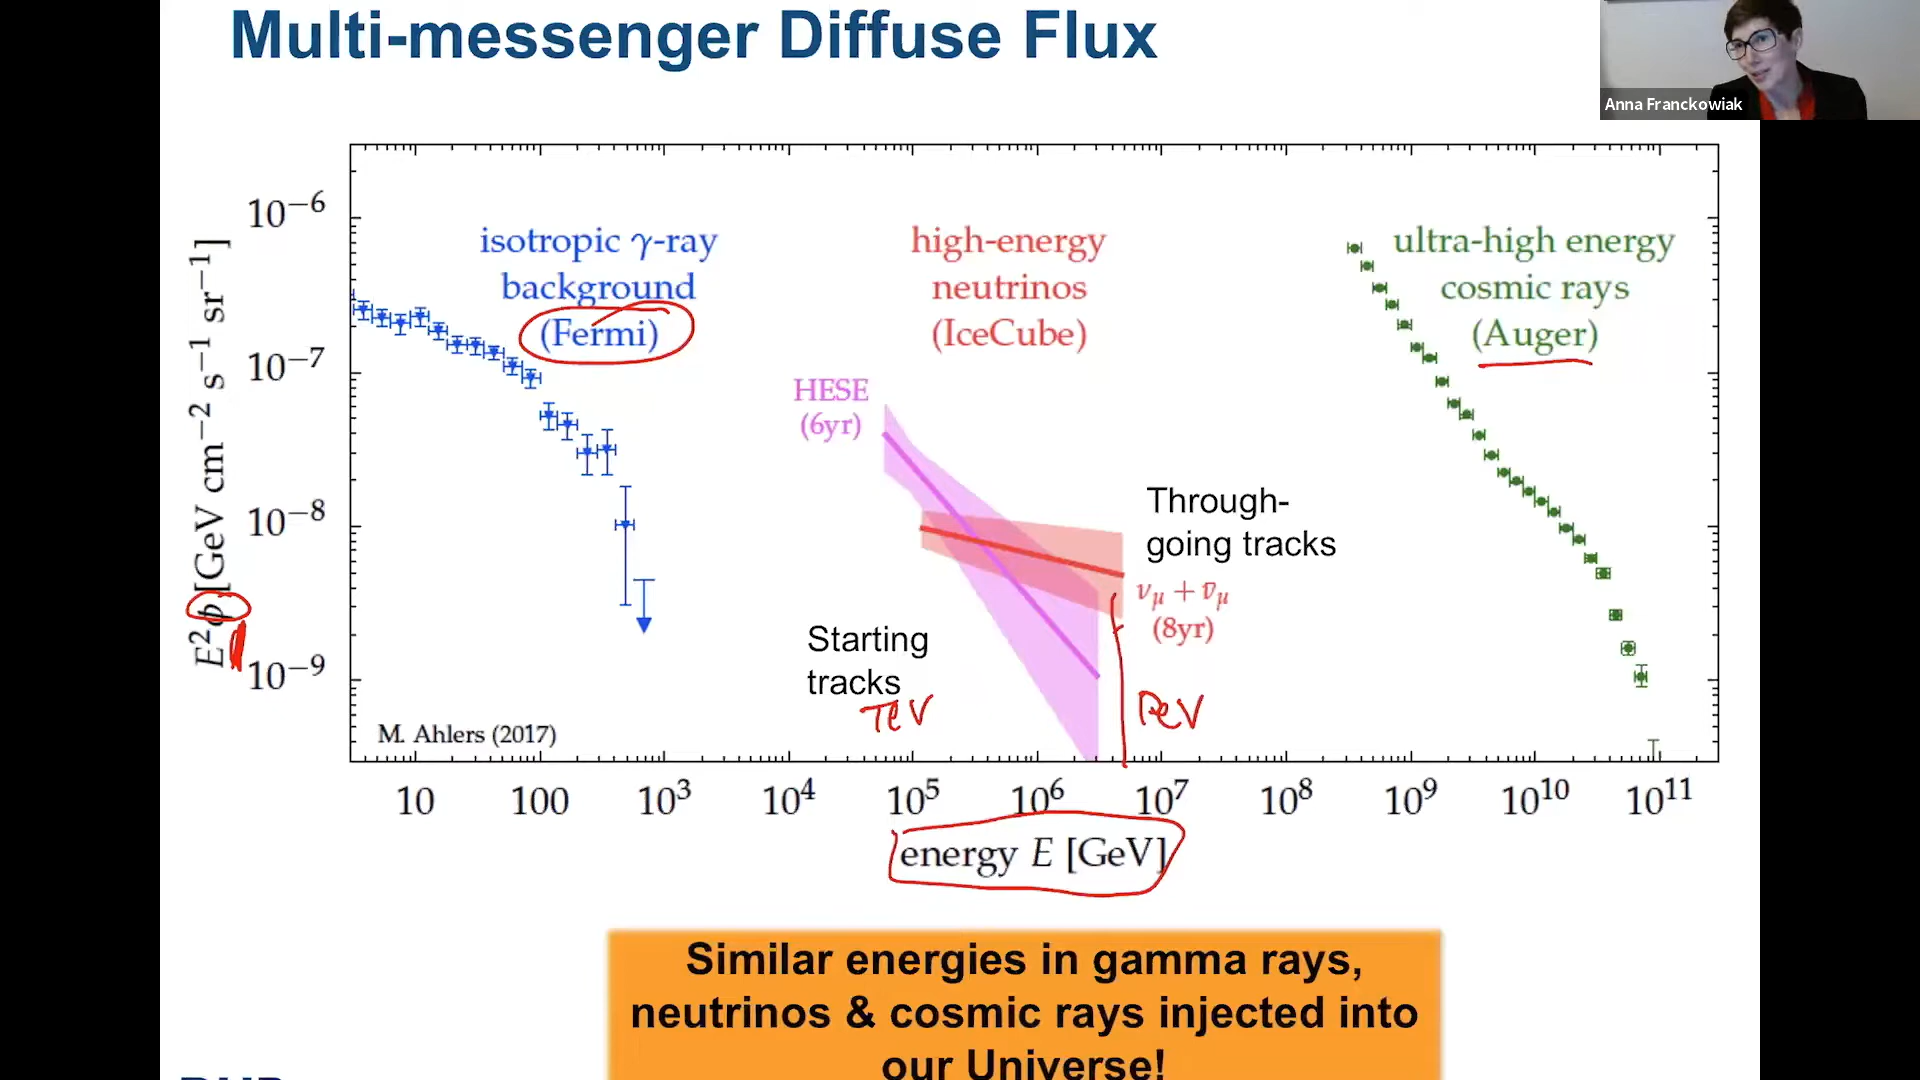 Multi-messenger Diffuse Flux
Anna Franckowiak
10⁻⁶
10⁻⁷
10⁻⁸
10⁻⁹
E² ϕ [GeV cm⁻² s⁻¹ sr⁻¹]
isotropic γ-ray
background
(Fermi)
high-energy
neutrinos
(IceCube)
ultra-high energy
cosmic rays
(Auger)
HESE
(6yr)
Through-
going tracks
νμ + ν̄μ
(8yr)
Starting
tracks
TeV
PeV
M. Ahlers (2017)
10 100 10³ 10⁴ 10⁵ 10⁶ 10⁷ 10⁸ 10⁹ 10¹⁰ 10¹¹
energy E [GeV]
Similar energies in gamma rays,
neutrinos & cosmic rays injected into
our Universe!